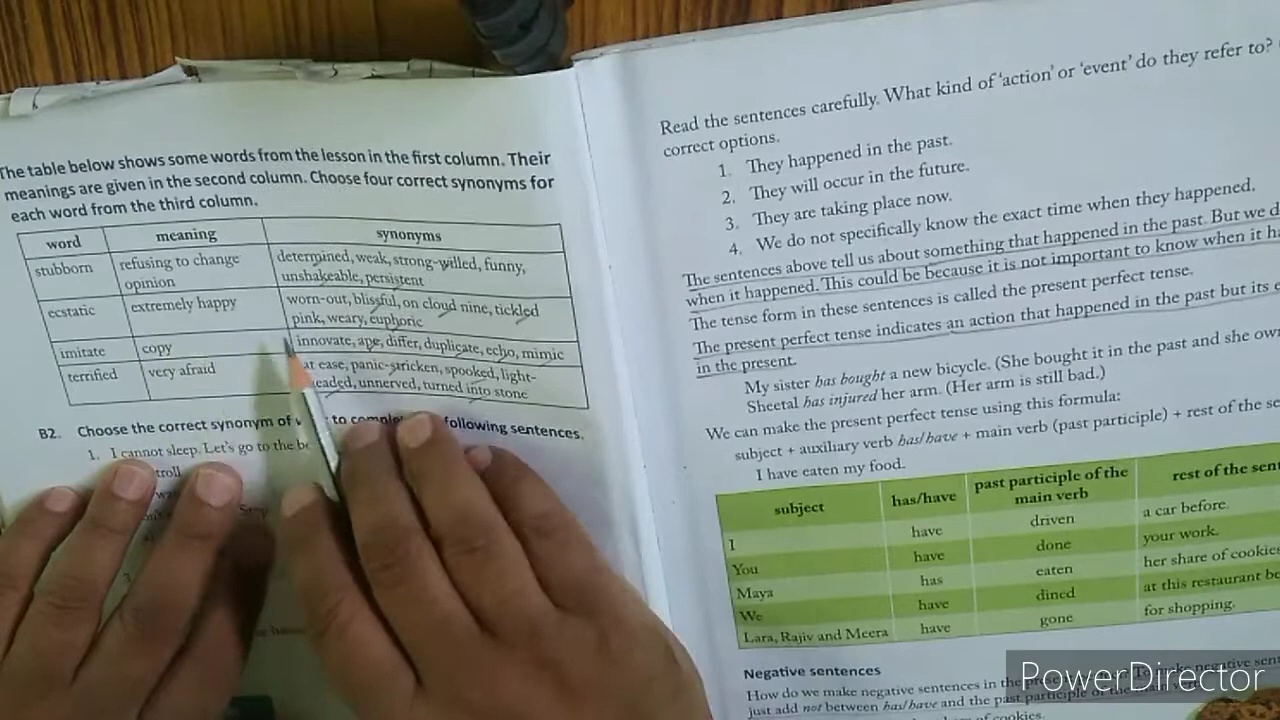 The table below shows some words from the lesson in the first column. Their
meanings are given in the second column. Choose four correct synonyms for
each word from the third column.
word meaning synonyms
stubborn refusing to change opinion determined, weak, strong-willed, funny, unshakeable, persistent
ecstatic extremely happy worn-out, blissful, on cloud nine, tickled pink, weary, euphoric
imitate copy innovate, ape, differ, duplicate, echo, mimic
terrified very afraid at ease, panic-stricken, spooked, light-headed, unnerved, turned into stone
B2. Choose the correct synonym of to complete following sentences.
1. I cannot sleep. Let's go to the
Read the sentences carefully. What kind of 'action' or 'event' do they refer to?
correct options.
1. They happened in the past.
2. They will occur in the future.
3. They are taking place now.
4. We do not specifically know the exact time when they happened.
The sentences above tell us about something that happened in the past. But we
when it happened. This could be because it is not important to know when it
The tense form in these sentences is called the present perfect tense.
The present perfect tense indicates an action that happened in the past but its
in the present.
My sister has bought a new bicycle. (She bought it in the past and she
Sheetal has injured her arm. (Her arm is still bad.)
We can make the present perfect tense using this formula:
subject + auxiliary verb has/have + main verb (past participle) + rest of the
I have eaten my food.
subject has/have past participle of the main verb rest of the
I have driven a car before.
You have done your work.
Maya has eaten her share of
We have dined at this restaurant
Lara, Rajiv and Meera have gone for shopping.
Negative sentences
How do we make negative sentences in the
just add not between has/have and the past participle of the main
of cookies.
PowerDirector